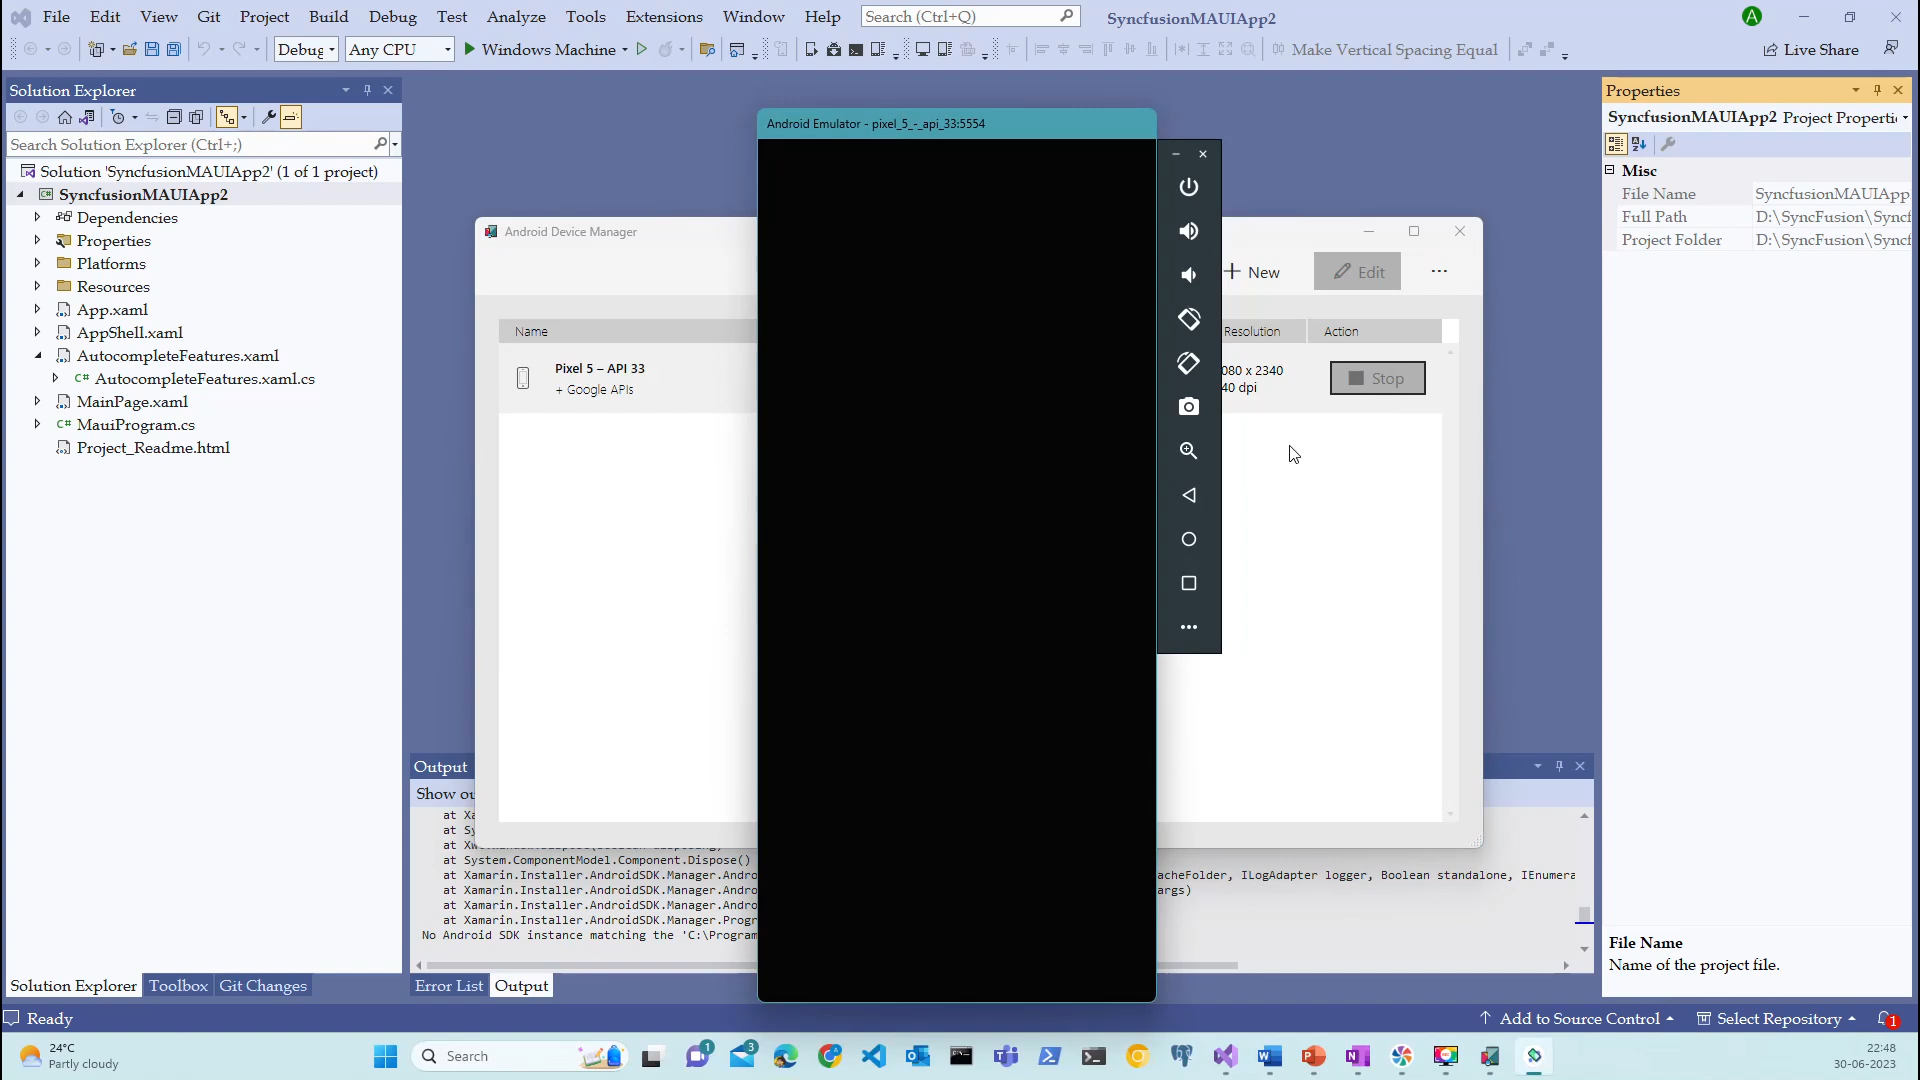 File Edit View Git Project Build Debug Test Analyze Tools Extensions Window Help Search (Ctrl+Q) SyncfusionMAUIApp2 A
Debug Any CPU Windows Machine Make Vertical Spacing Equal Live Share
Solution Explorer
Search Solution Explorer (Ctrl+;)
Solution 'SyncfusionMAUIApp2' (1 of 1 project)
SyncfusionMAUIApp2
Dependencies
Properties
Platforms
Resources
App.xaml
AppShell.xaml
AutocompleteFeatures.xaml
C# AutocompleteFeatures.xaml.cs
MainPage.xaml
C# MauiProgram.cs
Project_Readme.html
Solution Explorer Toolbox Git Changes
Android Device Manager
New Edit
Name Resolution Action
Pixel 5 – API 33
+ Google APIs
080 x 2340
40 dpi
Stop
Android Emulator - pixel_5_-_api_33:5554
Output
Show ou
at Xa
at Sy
at System.ComponentModel.Component.Dispose()
at Xamarin.Installer.AndroidSDK.Manager.Andro acheFolder, ILogAdapter logger, Boolean standalone, IEnumera
at Xamarin.Installer.AndroidSDK.Manager.Andro args)
at Xamarin.Installer.AndroidSDK.Manager.Andro
at Xamarin.Installer.AndroidSDK.Manager.Progr
No Android SDK instance matching the 'C:\Program
Error List Output
Properties
SyncfusionMAUIApp2 Project Properti
Misc
File Name SyncfusionMAUIApp
Full Path D:\SyncFusion\Syncf
Project Folder D:\SyncFusion\Syncf
File Name
Name of the project file.
Ready Add to Source Control Select Repository 1
24°C
Partly cloudy
Search
1
3
22:48
30-06-2023